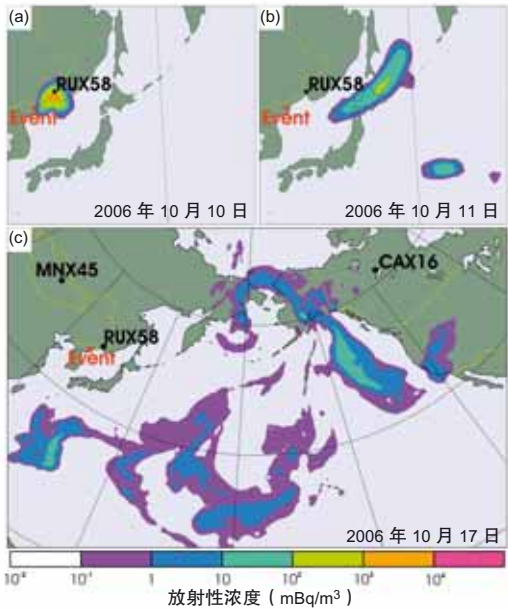 (a)
RUX58
Event
2006 年 10 月 10 日
(b)
RUX58
Event
2006 年 10 月 11 日
(c)
MNX45
CAX16
RUX58
Event
2006 年 10 月 17 日
10⁻² 10⁻¹ 1 10 10² 10³ 10⁴
放射性浓度（mBq/m³）